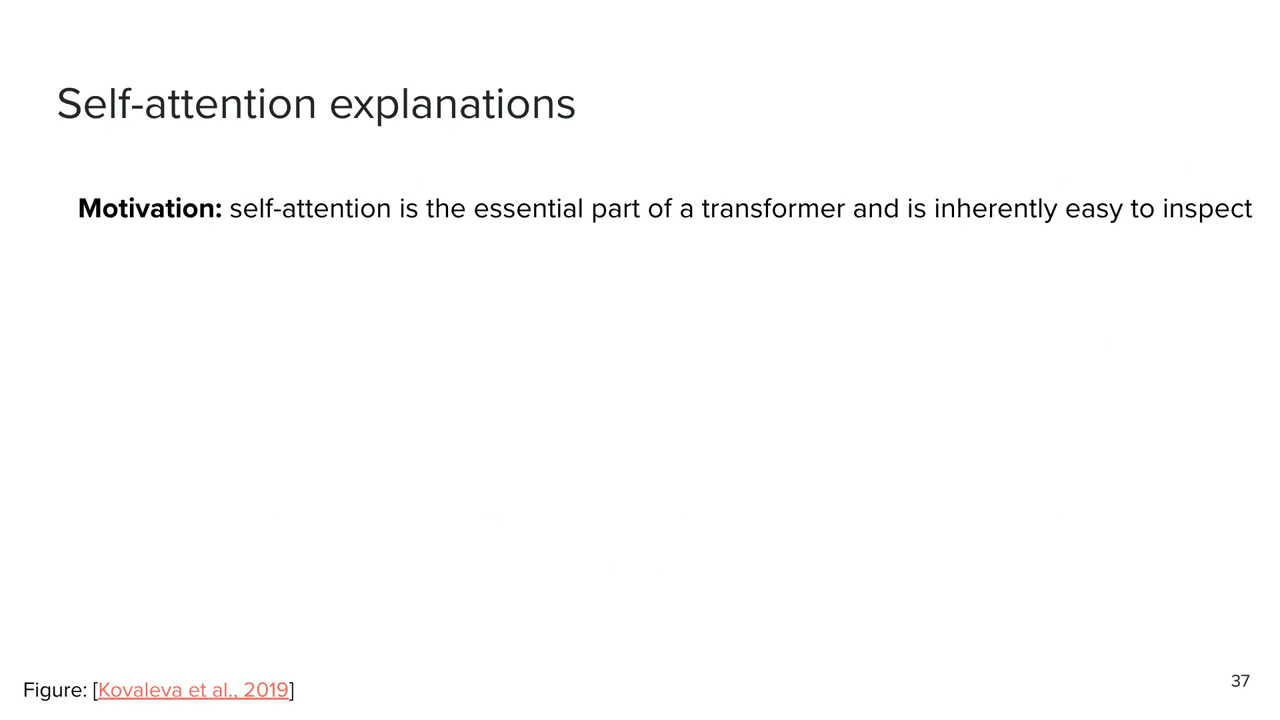 Self-attention explanations
Motivation: self-attention is the essential part of a transformer and is inherently easy to inspect
Figure: [Kovaleva et al., 2019]
37